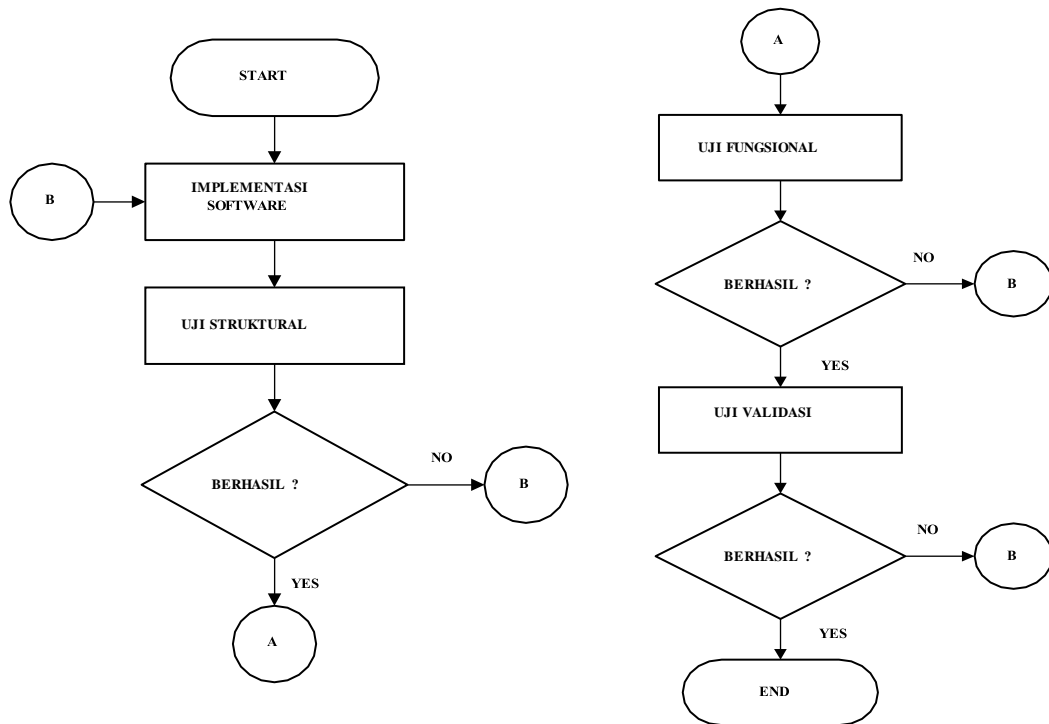 START
B
IMPLEMENTASI
SOFTWARE
UJI STRUKTURAL
BERHASIL ?
NO
B
YES
A
A
UJI FUNGSIONAL
BERHASIL ?
NO
B
YES
UJI VALIDASI
BERHASIL ?
NO
B
YES
END